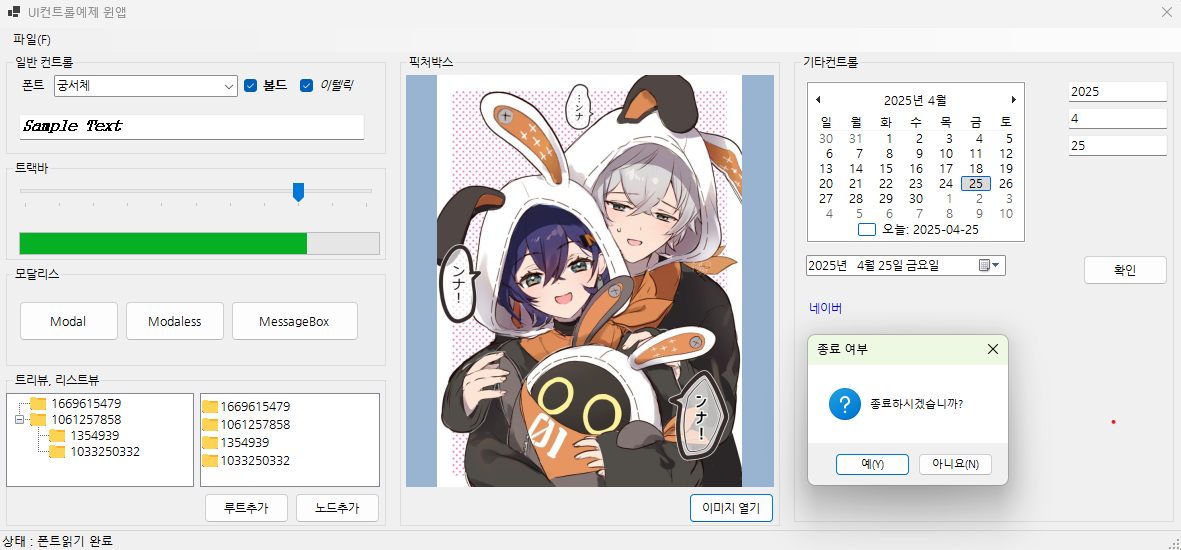 UI컨트롤예제 윈앱
파일(F)
일반 컨트롤
폰트 궁서체 볼드 이텔릭
Sample Text
트랙바
모달리스
Modal Modaless MessageBox
트리뷰, 리스트뷰
1669615479
1061257858
1354939
1033250332
1669615479
1061257858
1354939
1033250332
루트추가 노드추가
픽처박스
…ンナ
ンナ!
ンナ!
01
이미지 열기
기타컨트롤
2025년 4월
일 월 화 수 목 금 토
30 31 1 2 3 4 5
6 7 8 9 10 11 12
13 14 15 16 17 18 19
20 21 22 23 24 25 26
27 28 29 30 1 2 3
4 5 6 7 8 9 10
오늘: 2025-04-25
2025
4
25
2025년 4월 25일 금요일
확인
네이버
종료 여부
종료하시겠습니까?
예(Y) 아니요(N)
상태 : 폰트읽기 완료